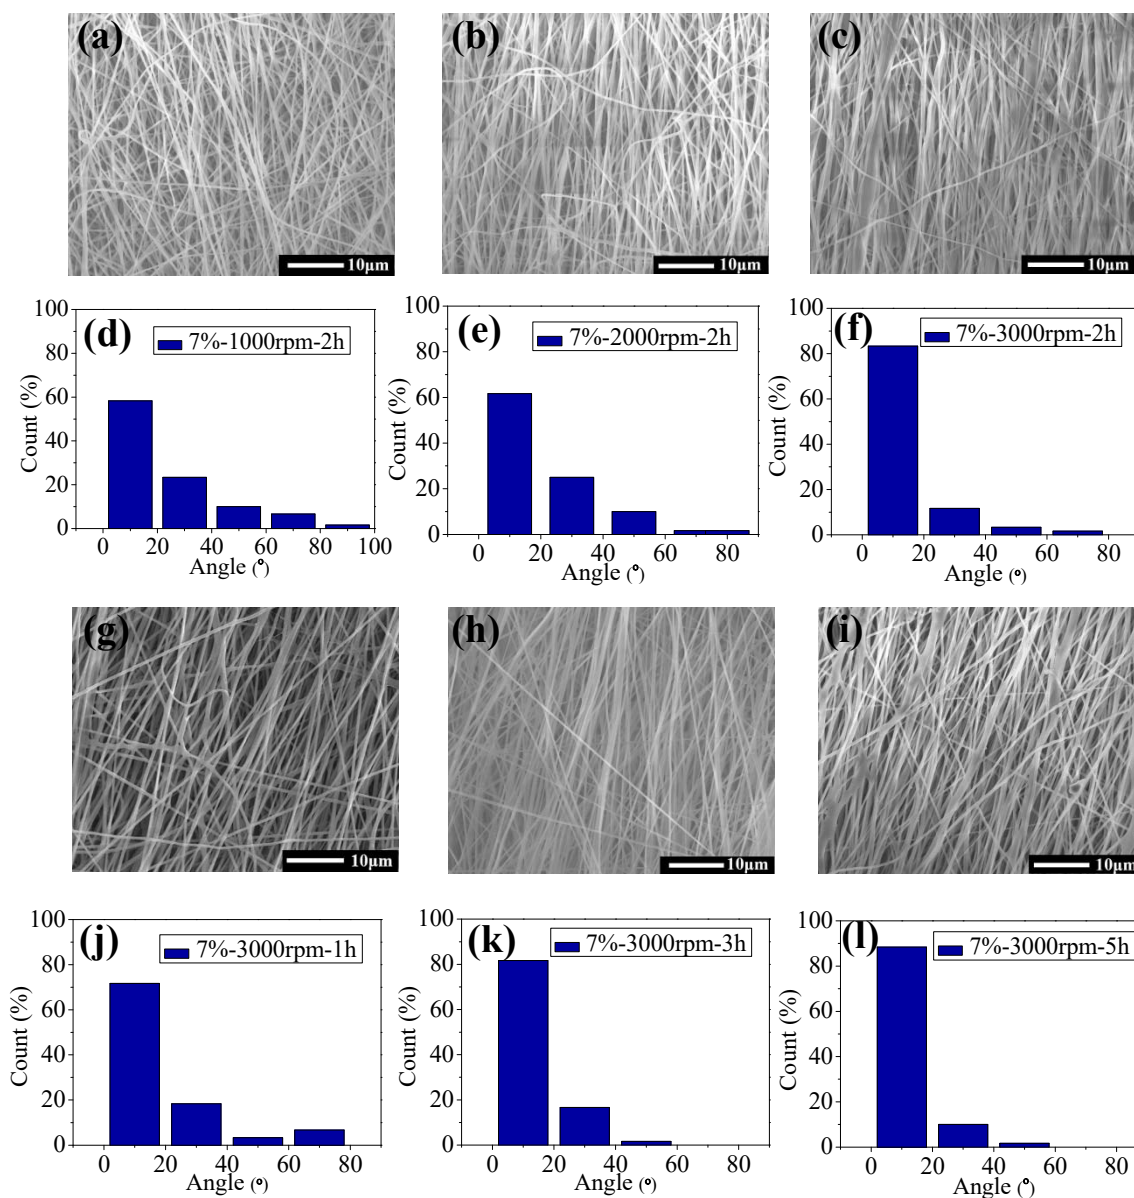 (a)
(b)
(c)
10μm
10μm
10μm
(d)
7%-1000rpm-2h
Count (%)
100
80
60
40
20
0
0 20 40 60 80 100
Angle (°)
(e)
7%-2000rpm-2h
Count (%)
100
80
60
40
20
0
0 20 40 60 80
Angle (°)
(f)
7%-3000rpm-2h
Count (%)
100
80
60
40
20
0
0 20 40 60 80
Angle (°)
(g)
(h)
(i)
10μm
10μm
10μm
(j)
7%-3000rpm-1h
Count (%)
100
80
60
40
20
0
0 20 40 60 80
Angle (°)
(k)
7%-3000rpm-3h
Count (%)
100
80
60
40
20
0
0 20 40 60 80
Angle (°)
(l)
7%-3000rpm-5h
Count (%)
100
80
60
40
20
0
0 20 40 60 80
Angle (°)